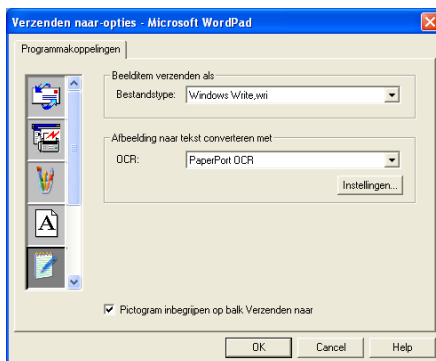 Verzenden naar-opties - Microsoft WordPad
Programmakoppelingen
Beelditem verzenden als
Bestandstype: Windows Write,wri
Afbeelding naar tekst converteren met
OCR: PaperPort OCR
Instellingen...
A
Pictogram inbegrijpen op balk Verzenden naar
OK Cancel Help